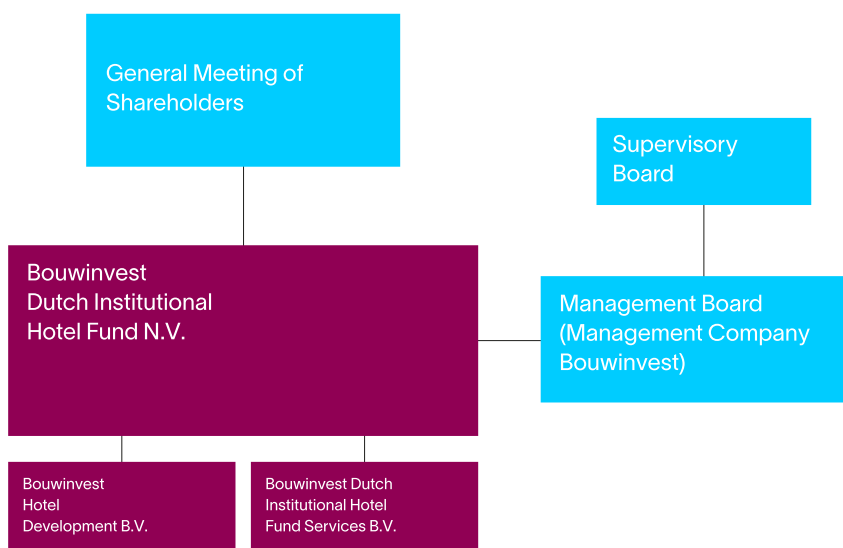 General Meeting of
Shareholders
Supervisory
Board
Bouwinvest
Dutch Institutional
Hotel Fund N.V.
Management Board
(Management Company
Bouwinvest)
Bouwinvest
Hotel
Development B.V.
Bouwinvest Dutch
Institutional Hotel
Fund Services B.V.